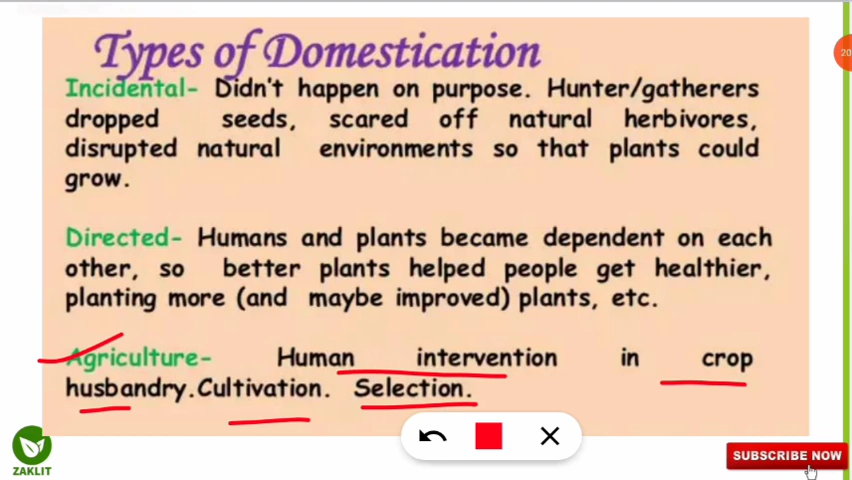 Types of Domestication
Incidental- Didn't happen on purpose. Hunter/gatherers
dropped seeds, scared off natural herbivores,
disrupted natural environments so that plants could
grow.
Directed- Humans and plants became dependent on each
other, so better plants helped people get healthier,
planting more (and maybe improved) plants, etc.
Agriculture- Human intervention in crop
husbandry.Cultivation. Selection.
ZAKLIT
SUBSCRIBE NOW
20